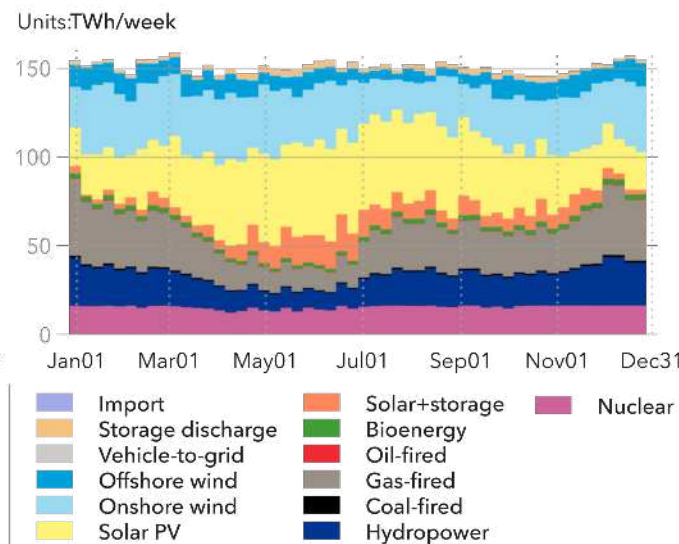 Units:TWh/week
150
100
50
0
Jan01 Mar01 May01 Jul01 Sep01 Nov01 Dec31
Import
Storage discharge
Vehicle-to-grid
Offshore wind
Onshore wind
Solar PV
Solar+storage
Bioenergy
Oil-fired
Gas-fired
Coal-fired
Hydropower
Nuclear